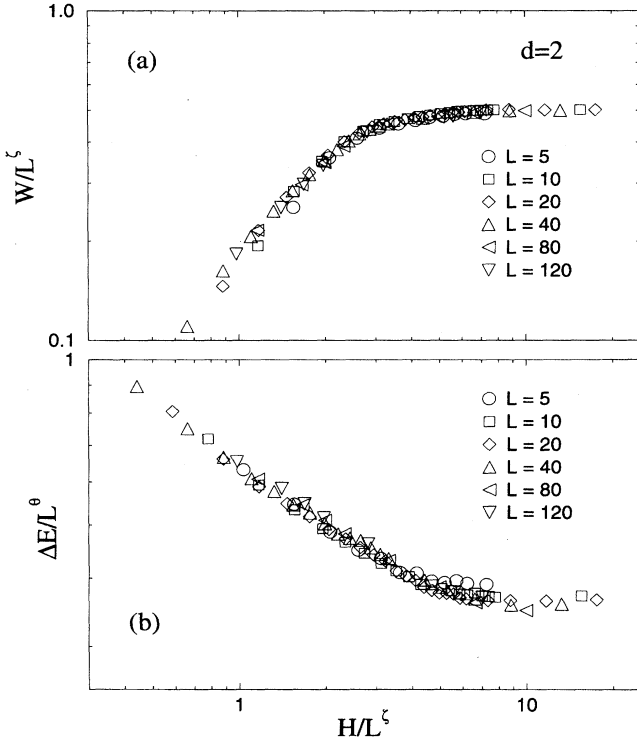 1.0
(a)
d=2
W/L^ζ
L = 5
L = 10
L = 20
L = 40
L = 80
L = 120
0.1
1
L = 5
L = 10
L = 20
L = 40
L = 80
L = 120
ΔE/L^θ
(b)
1
10
H/L^ζ